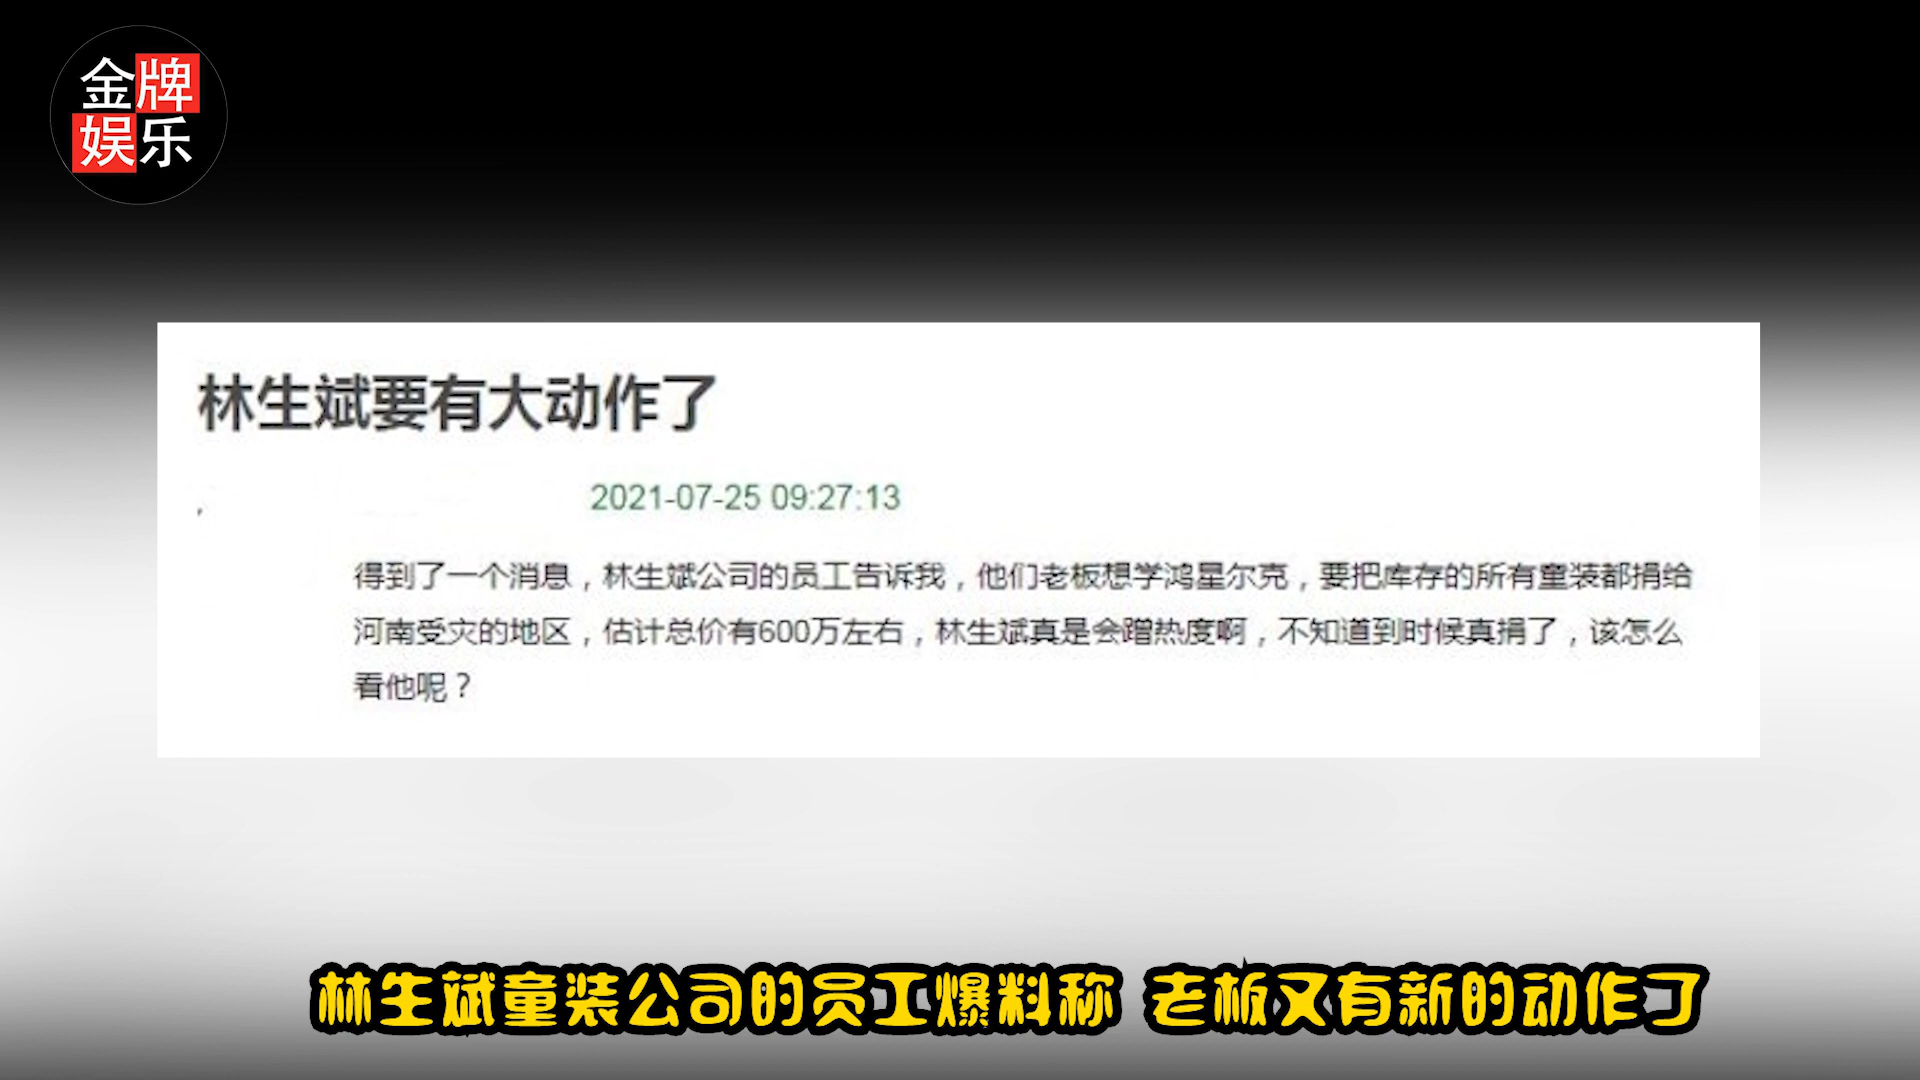 金牌
娱乐
林生斌要有大动作了
2021-07-25 09:27:13
得到了一个消息，林生斌公司的员工告诉我，他们老板想学鸿星尔克，要把库存的所有童装都捐给
河南受灾的地区，估计总价有600万左右，林生斌真是会蹭热度啊，不知道到时候真捐了，该怎么
看他呢？
林生斌童装公司的员工爆料称 老板又有新的动作了